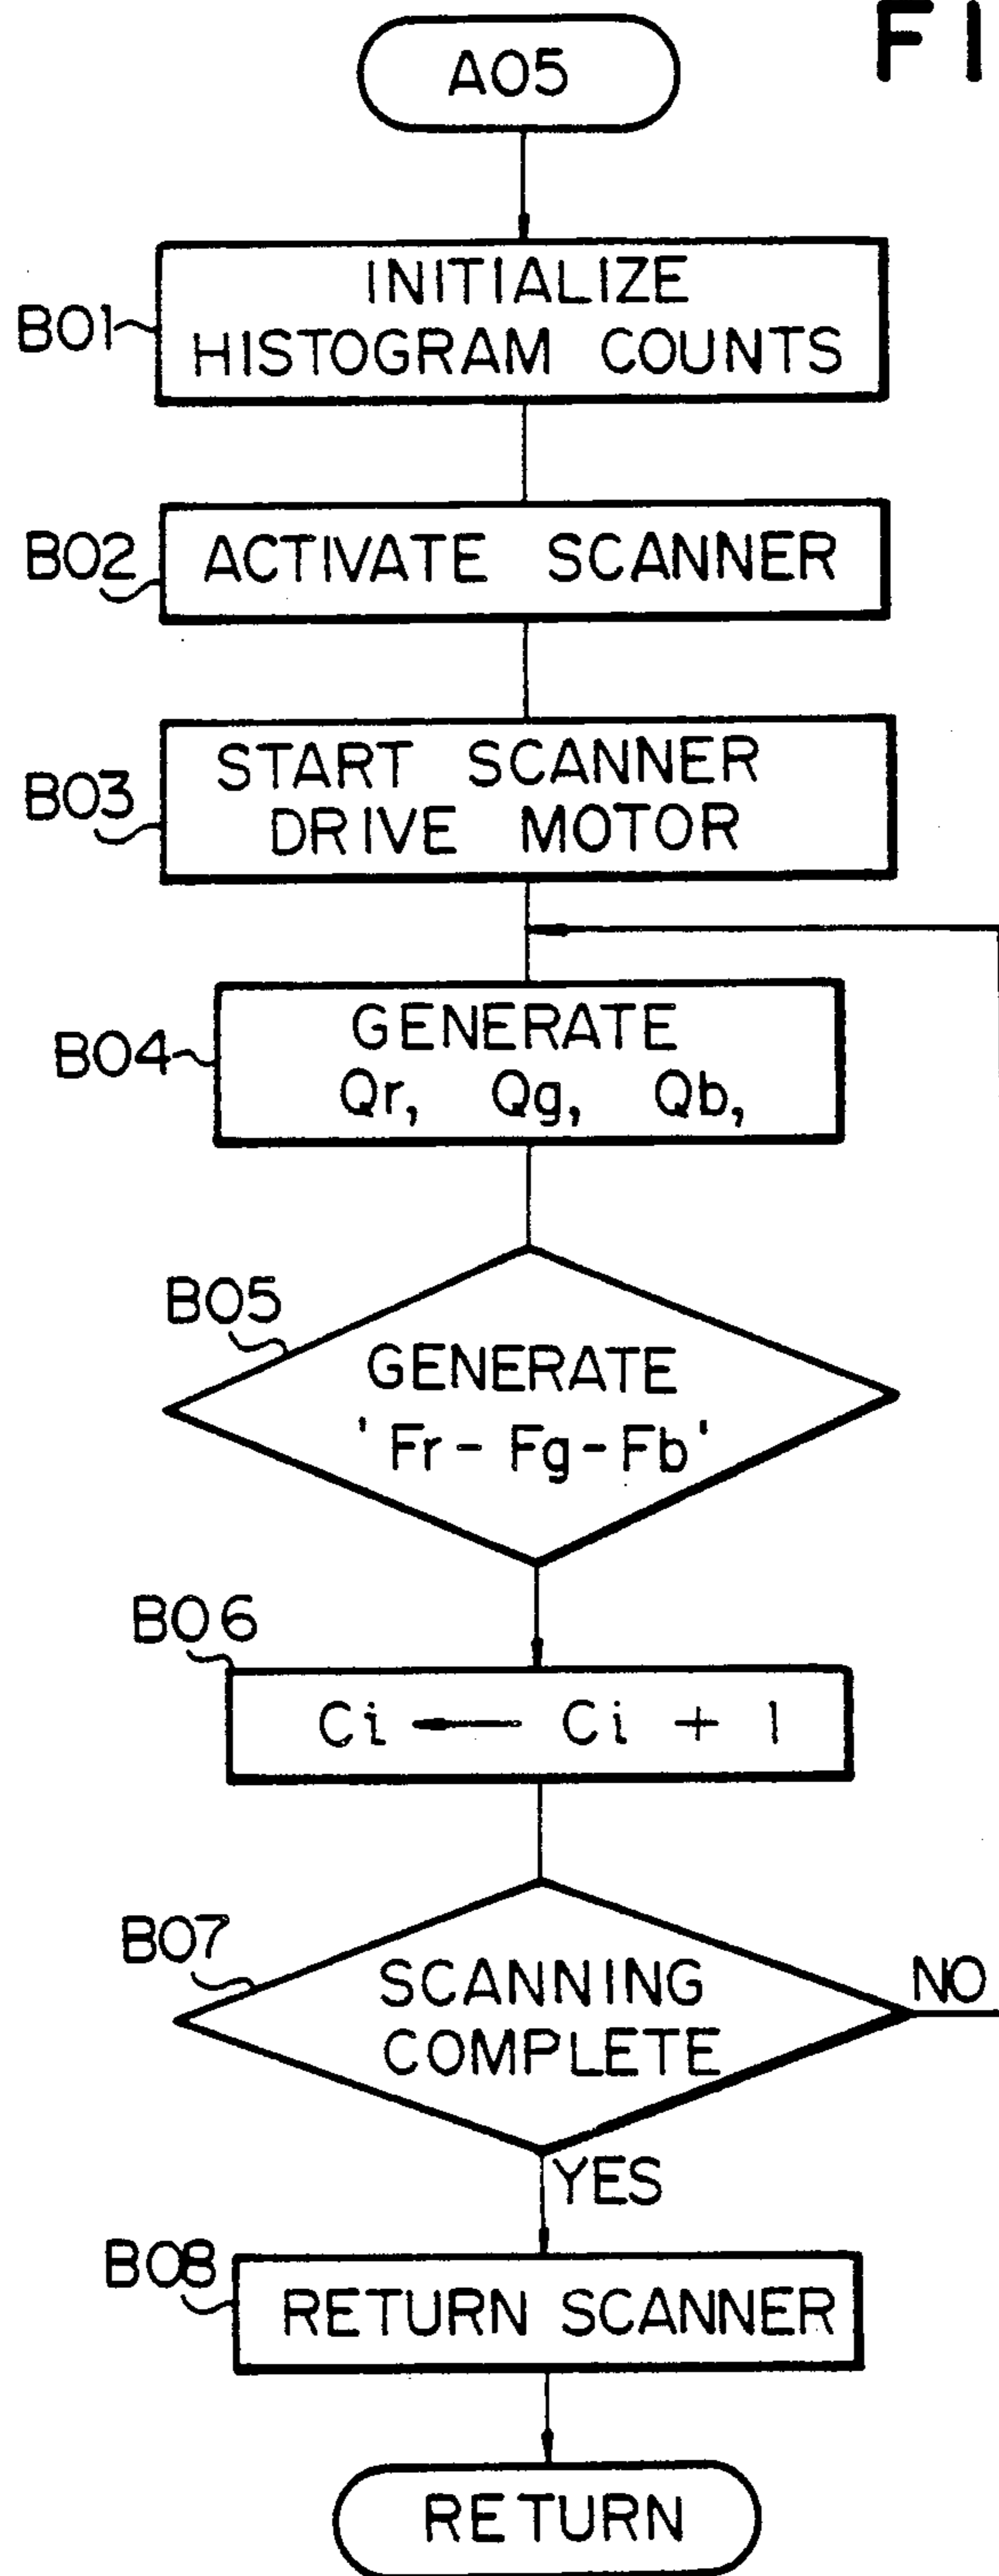 FI
A05
B01
INITIALIZE
HISTOGRAM COUNTS
B02
ACTIVATE SCANNER
B03
START SCANNER
DRIVE MOTOR
B04
GENERATE
Qr, Qg, Qb,
B05
GENERATE
'Fr - Fg - Fb'
B06
Ci ← Ci + 1
B07
SCANNING
COMPLETE
NO
YES
B08
RETURN SCANNER
RETURN